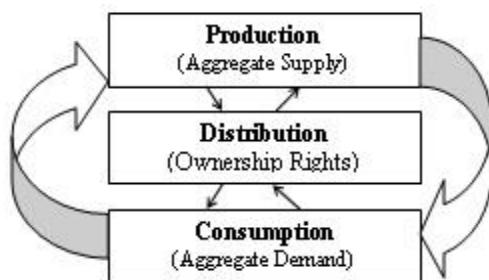 Production
(Aggregate Supply)
Distribution
(Ownership Rights)
Consumption
(Aggregate Demand)